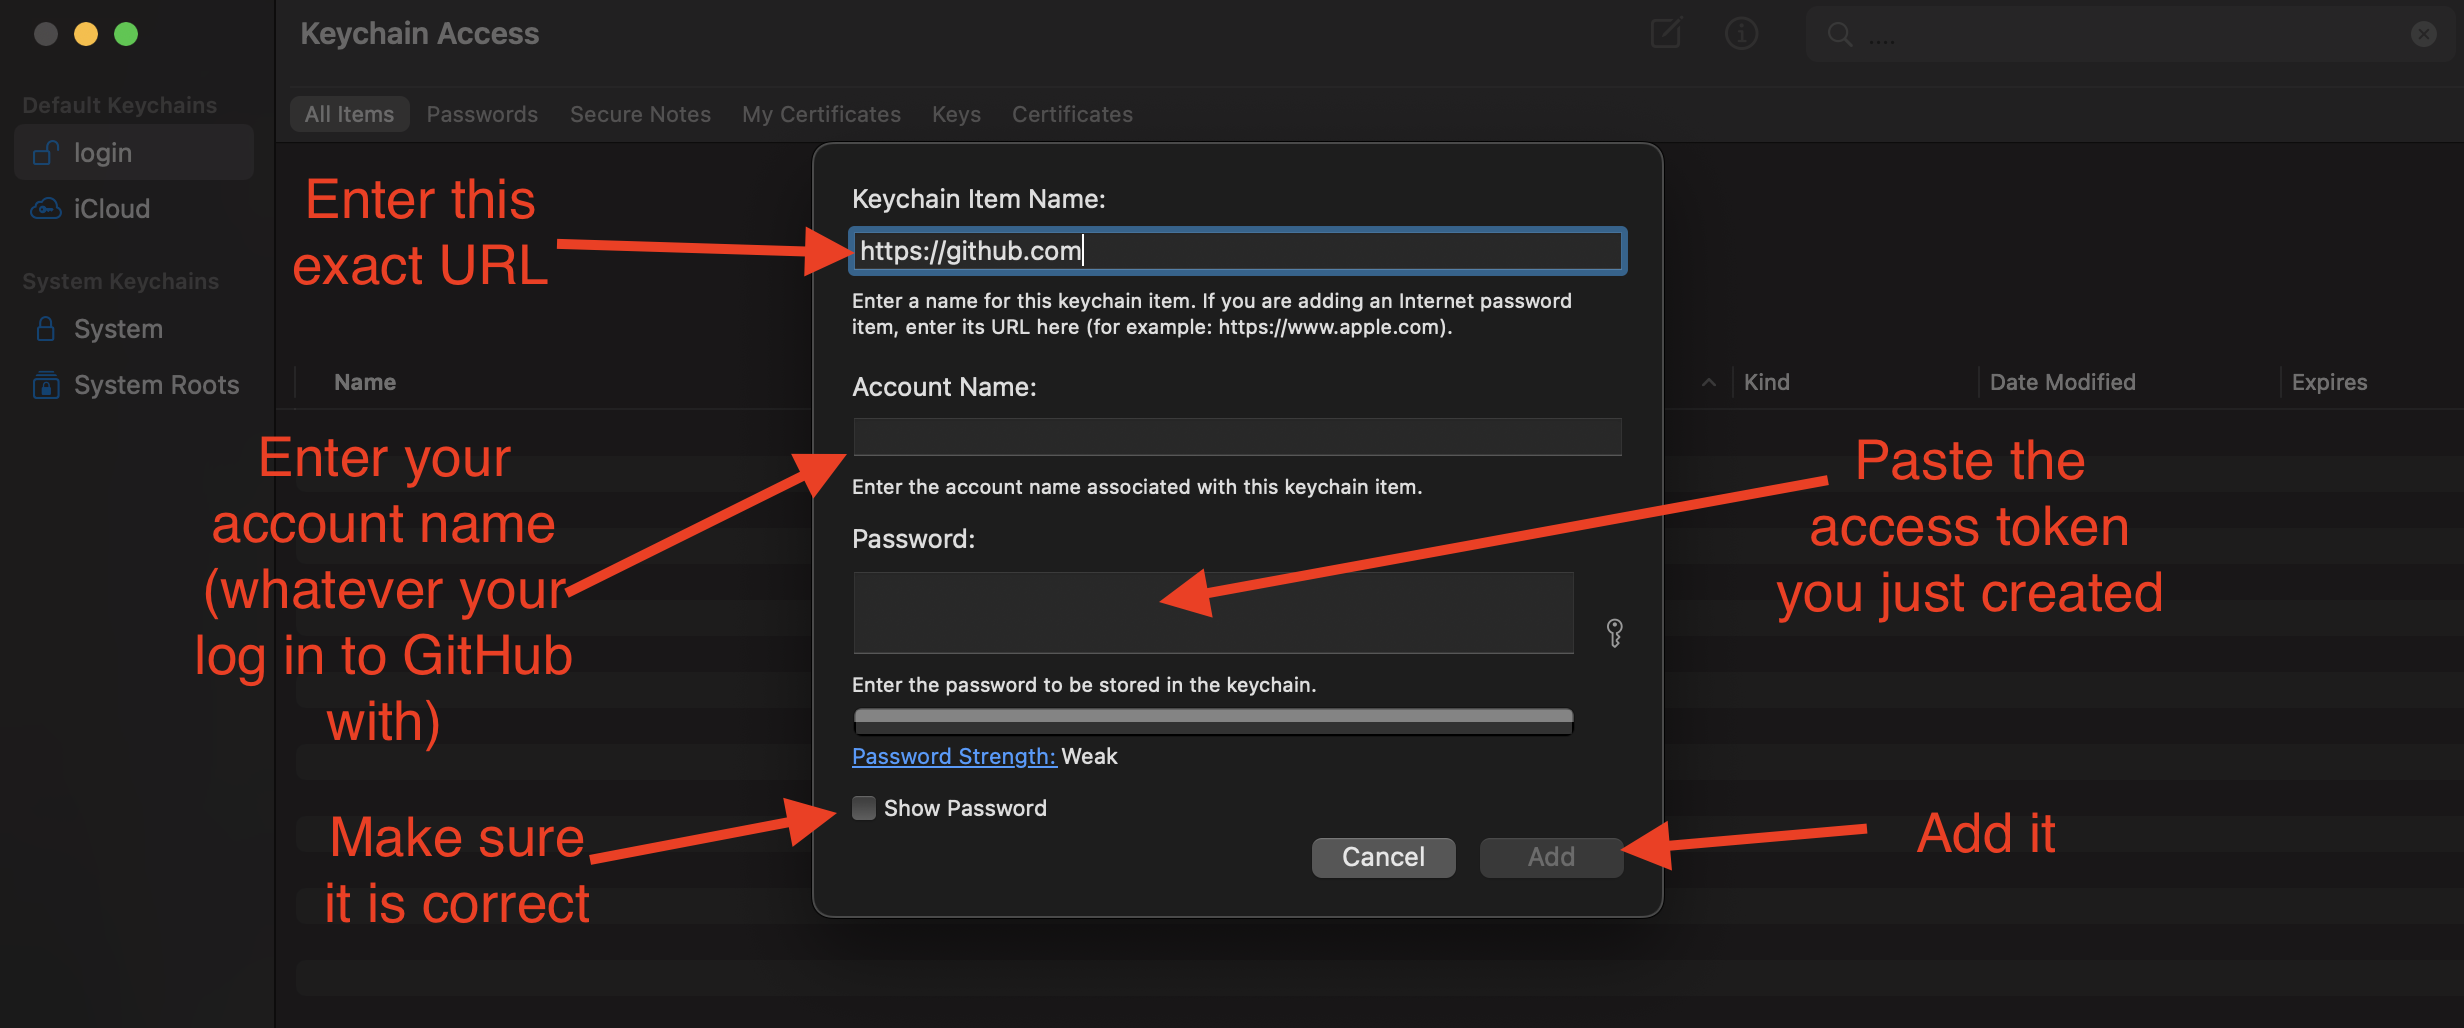 Keychain Access
....
Default Keychains
login
iCloud
System Keychains
System
System Roots
All Items
Passwords
Secure Notes
My Certificates
Keys
Certificates
Name
Kind
Date Modified
Expires
Enter this
exact URL
Keychain Item Name:
https://github.com
Enter a name for this keychain item. If you are adding an Internet password
item, enter its URL here (for example: https://www.apple.com).
Account Name:
Enter the account name associated with this keychain item.
Enter your
account name
(whatever your
log in to GitHub
with)
Paste the
access token
you just created
Password:
Enter the password to be stored in the keychain.
Password Strength: Weak
Show Password
Make sure
it is correct
Cancel
Add
Add it